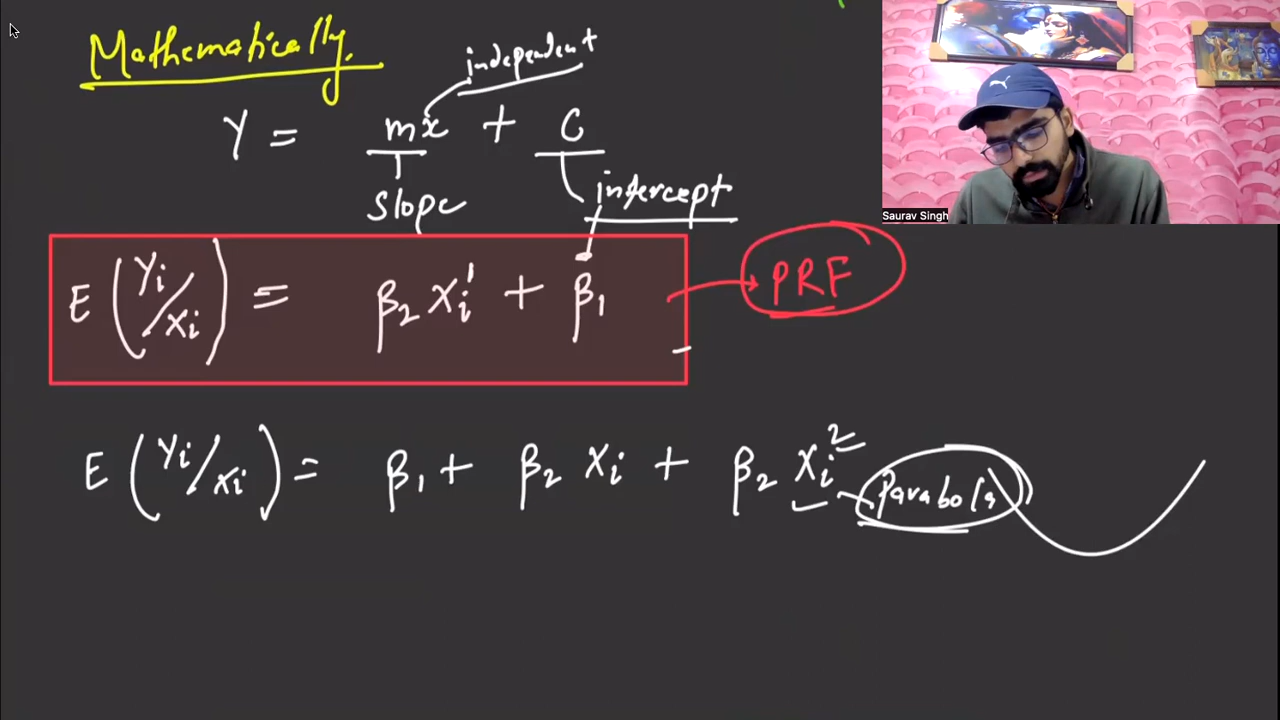 Mathematically.
independent
Y = mx + C
slope
intercept
E (Yi/Xi) = β2 Xi¹ + β1
PRF
E (Yi/Xi) = β1 + β2 Xi + β2 Xi²
Parabola
Saurav Singh